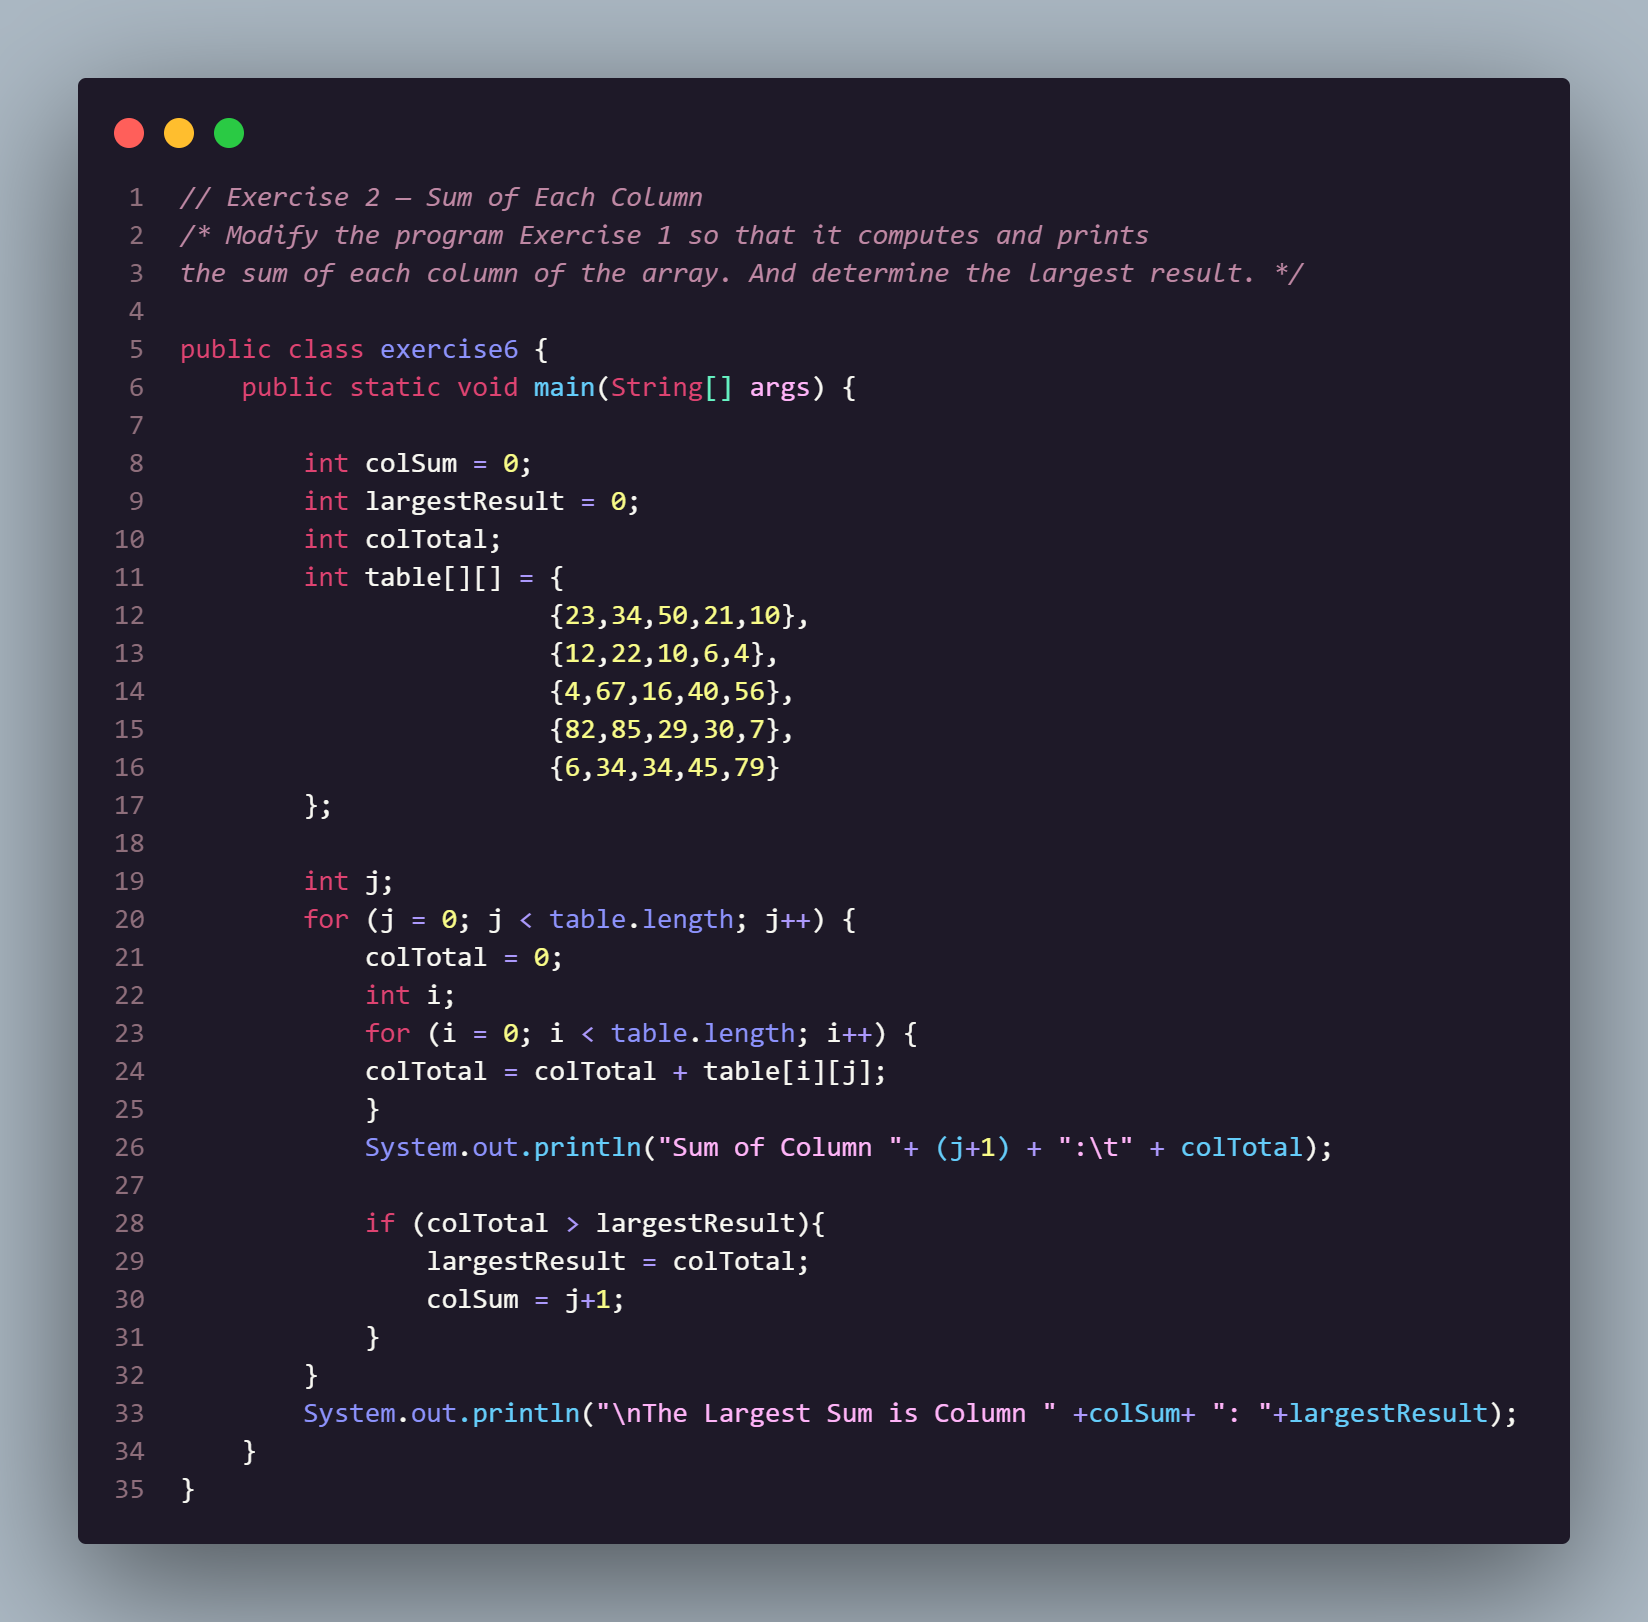 1 // Exercise 2 – Sum of Each Column
2 /* Modify the program Exercise 1 so that it computes and prints
3 the sum of each column of the array. And determine the largest result. */
4
5 public class exercise6 {
6     public static void main(String[] args) {
7
8         int colSum = 0;
9         int largestResult = 0;
10         int colTotal;
11         int table[][] = {
12                         {23,34,50,21,10},
13                         {12,22,10,6,4},
14                         {4,67,16,40,56},
15                         {82,85,29,30,7},
16                         {6,34,34,45,79}
17         };
18
19         int j;
20         for (j = 0; j < table.length; j++) {
21             colTotal = 0;
22             int i;
23             for (i = 0; i < table.length; i++) {
24             colTotal = colTotal + table[i][j];
25             }
26             System.out.println("Sum of Column "+ (j+1) + ":\t" + colTotal);
27
28             if (colTotal > largestResult){
29                 largestResult = colTotal;
30                 colSum = j+1;
31             }
32         }
33         System.out.println("\nThe Largest Sum is Column " +colSum+ ": "+largestResult);
34     }
35 }